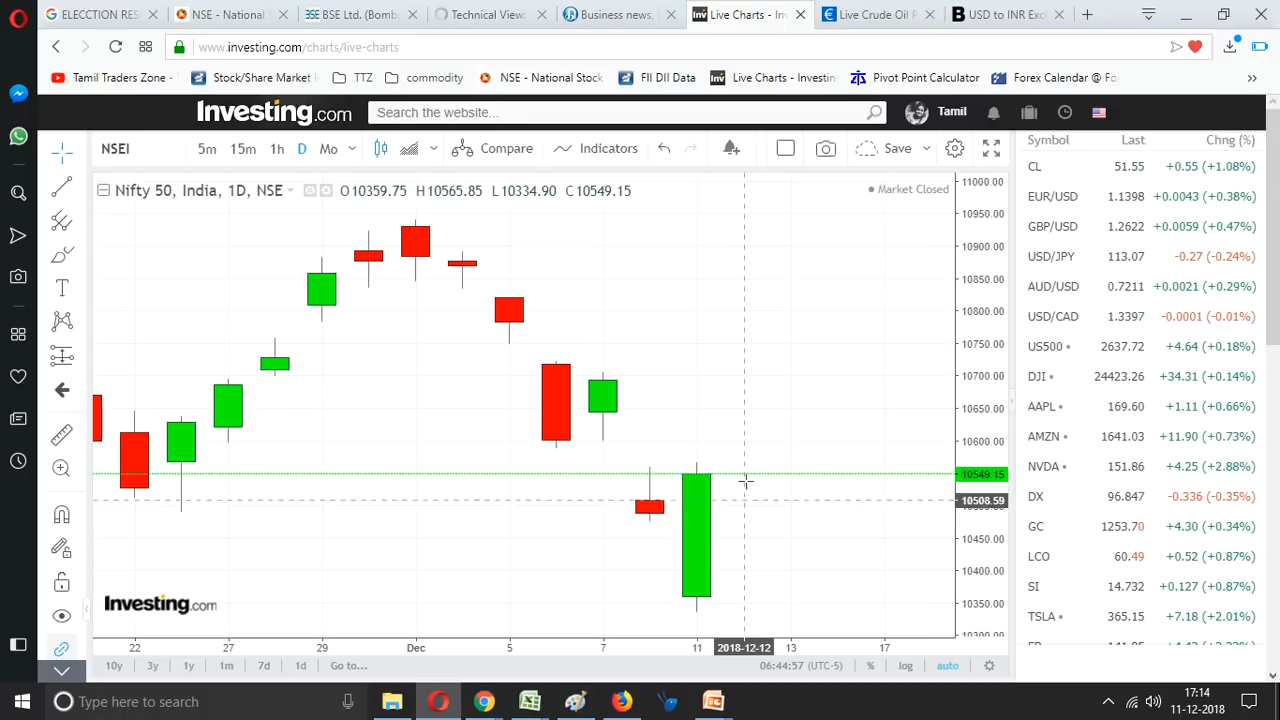 ELECCTION RES
NSE - National
BSE Ltd. (Bomb
Technical View
Business news,
Live Charts - In
Live Crude Oil P
USD to INR Exc
www.investing.com/charts/live-charts
Tamil Traders Zone -
Stock/Share Market
TTZ
commodity
NSE - National Stock
FII DII Data
Live Charts - Investin
Pivot Point Calculator
Forex Calendar @ Fo
Investing.com
Search the website...
Tamil
NSEI 5m 15m 1h D Mo Compare Indicators Save
Nifty 50, India, 1D, NSE O10359.75 H10565.85 L10334.90 C10549.15
Market Closed
11000.00
10950.00
10900.00
10850.00
10800.00
10750.00
10700.00
10650.00
10600.00
10549.15
10508.59
10450.00
10400.00
10350.00
10300.00
Symbol Last Chng (%)
CL 51.55 +0.55 (+1.08%)
EUR/USD 1.1398 +0.0043 (+0.38%)
GBP/USD 1.2622 +0.0059 (+0.47%)
USD/JPY 113.07 -0.27 (-0.24%)
AUD/USD 0.7211 +0.0021 (+0.29%)
USD/CAD 1.3397 -0.0001 (-0.01%)
US500 2637.72 +4.64 (+0.18%)
DJI 24423.26 +34.31 (+0.14%)
AAPL 169.60 +1.11 (+0.66%)
AMZN 1641.03 +11.90 (+0.73%)
NVDA 151.86 +4.25 (+2.88%)
DX 96.847 -0.336 (-0.35%)
GC 1253.70 +4.30 (+0.34%)
LCO 60.49 +0.52 (+0.87%)
SI 14.732 +0.127 (+0.87%)
TSLA 365.15 +7.18 (+2.01%)
Investing.com
22 27 29 Dec 5 7 11 2018-12-12 13 17
10y 3y 1y 1m 7d 1d Go to... 06:44:57 (UTC-5) % log auto
Type here to search
17:14
11-12-2018